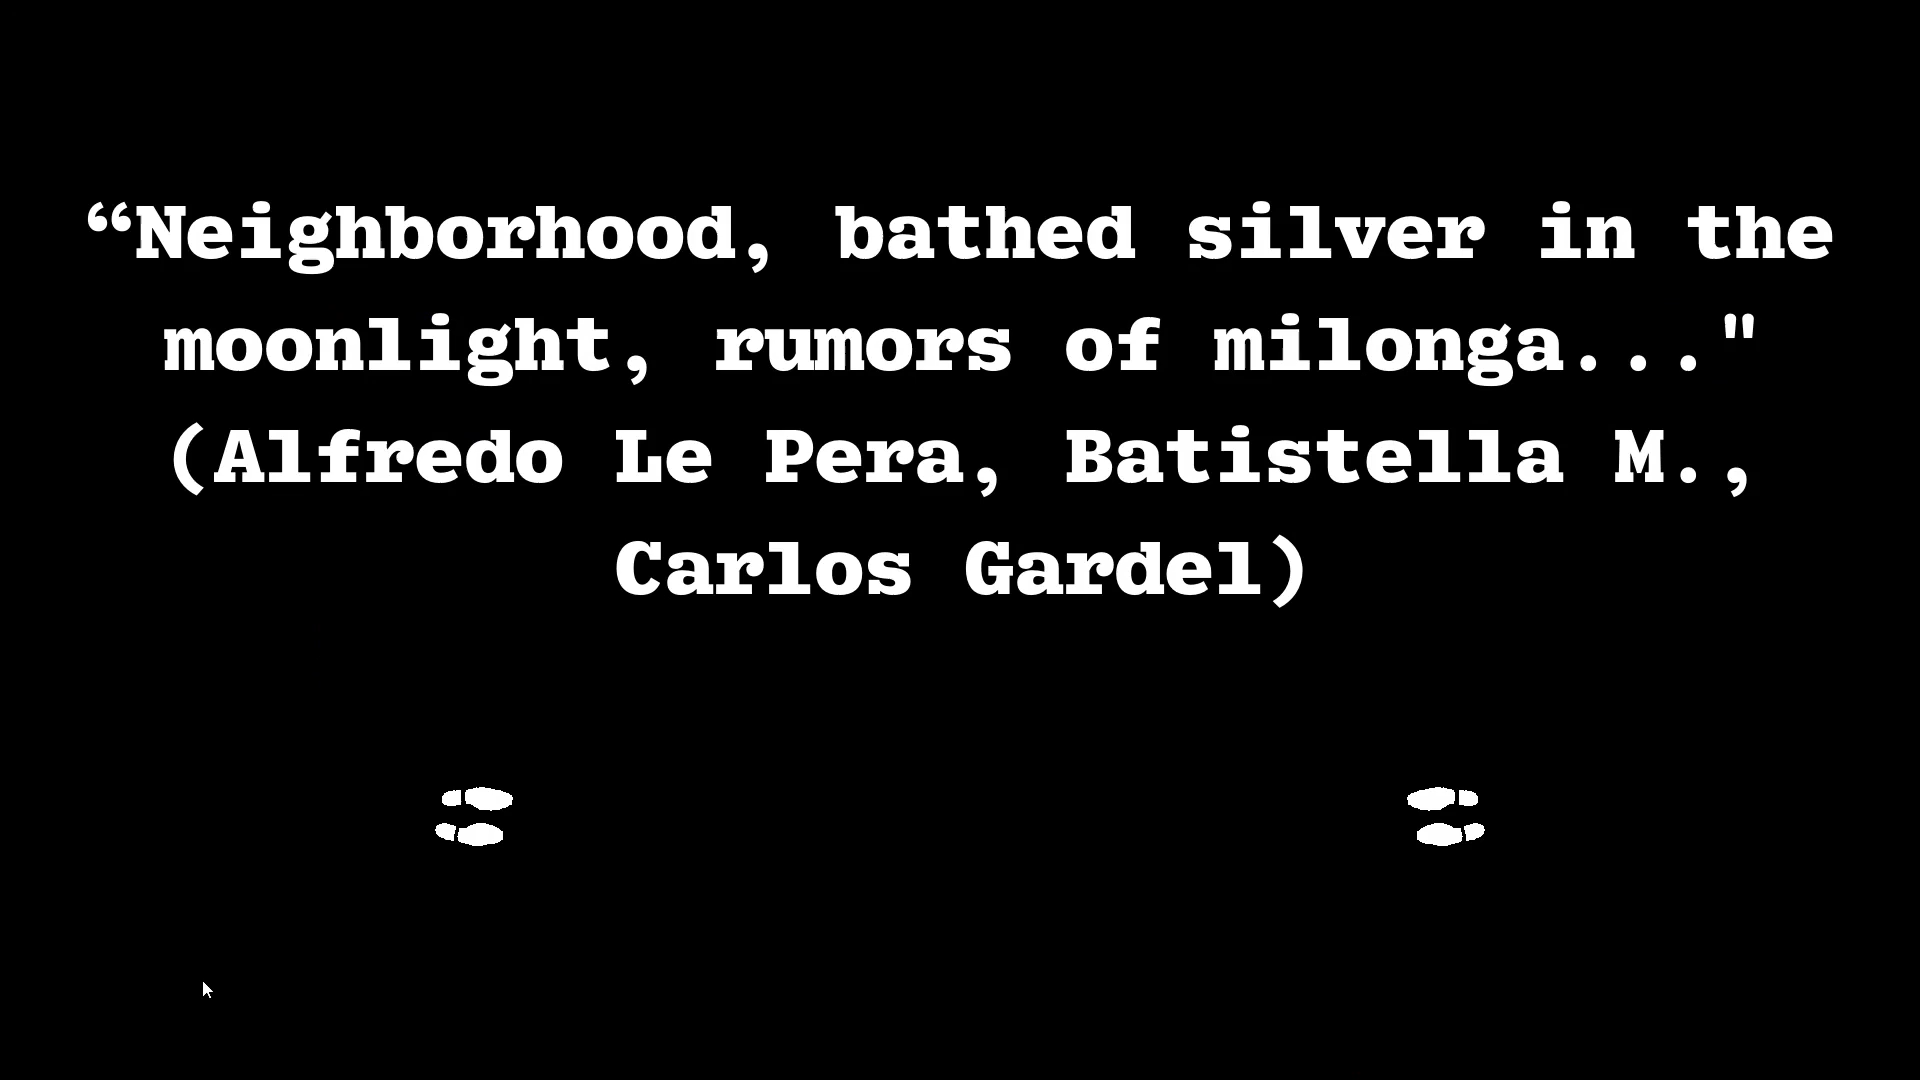 “Neighborhood, bathed silver in the
moonlight, rumors of milonga..."
(Alfredo Le Pera, Batistella M.,
Carlos Gardel)